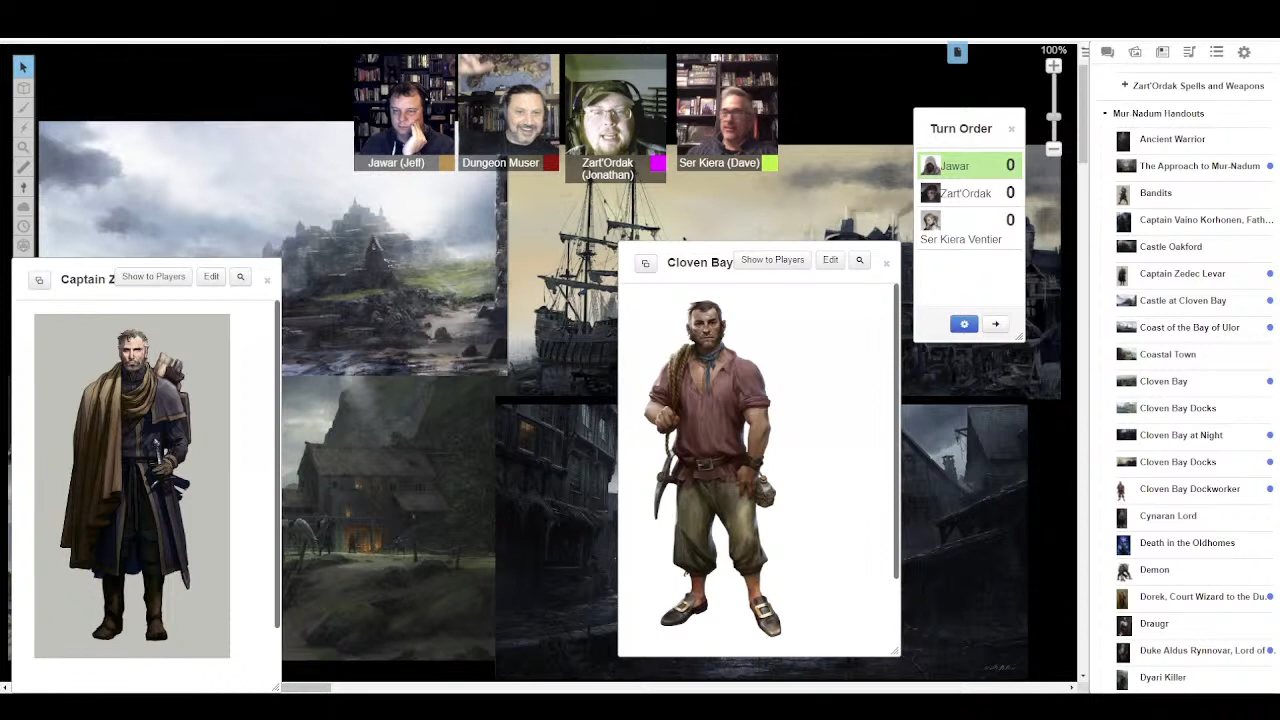 100%
Jawar (Jeff)
Dungeon Muser
Zart'Ordak
(Jonathan)
Ser Kiera (Dave)
Turn Order
Jawar 0
Zart'Ordak 0
0
Ser Kiera Ventier
Captain Z
Show to Players
Edit
Cloven Bay
Show to Players
Edit
+ Zart'Ordak Spells and Weapons
Mur-Nadum Handouts
Ancient Warrior
The Approach to Mur-Nadum
Bandits
Captain Vaino Korhonen, Fath...
Castle Oakford
Captain Zedec Levar
Castle at Cloven Bay
Coast of the Bay of Ulor
Coastal Town
Cloven Bay
Cloven Bay Docks
Cloven Bay at Night
Cloven Bay Docks
Cloven Bay Dockworker
Cynaran Lord
Death in the Oldhomes
Demon
Dorek, Court Wizard to the Du...
Draugr
Duke Aldus Rynnovar, Lord of ...
Dyari Killer